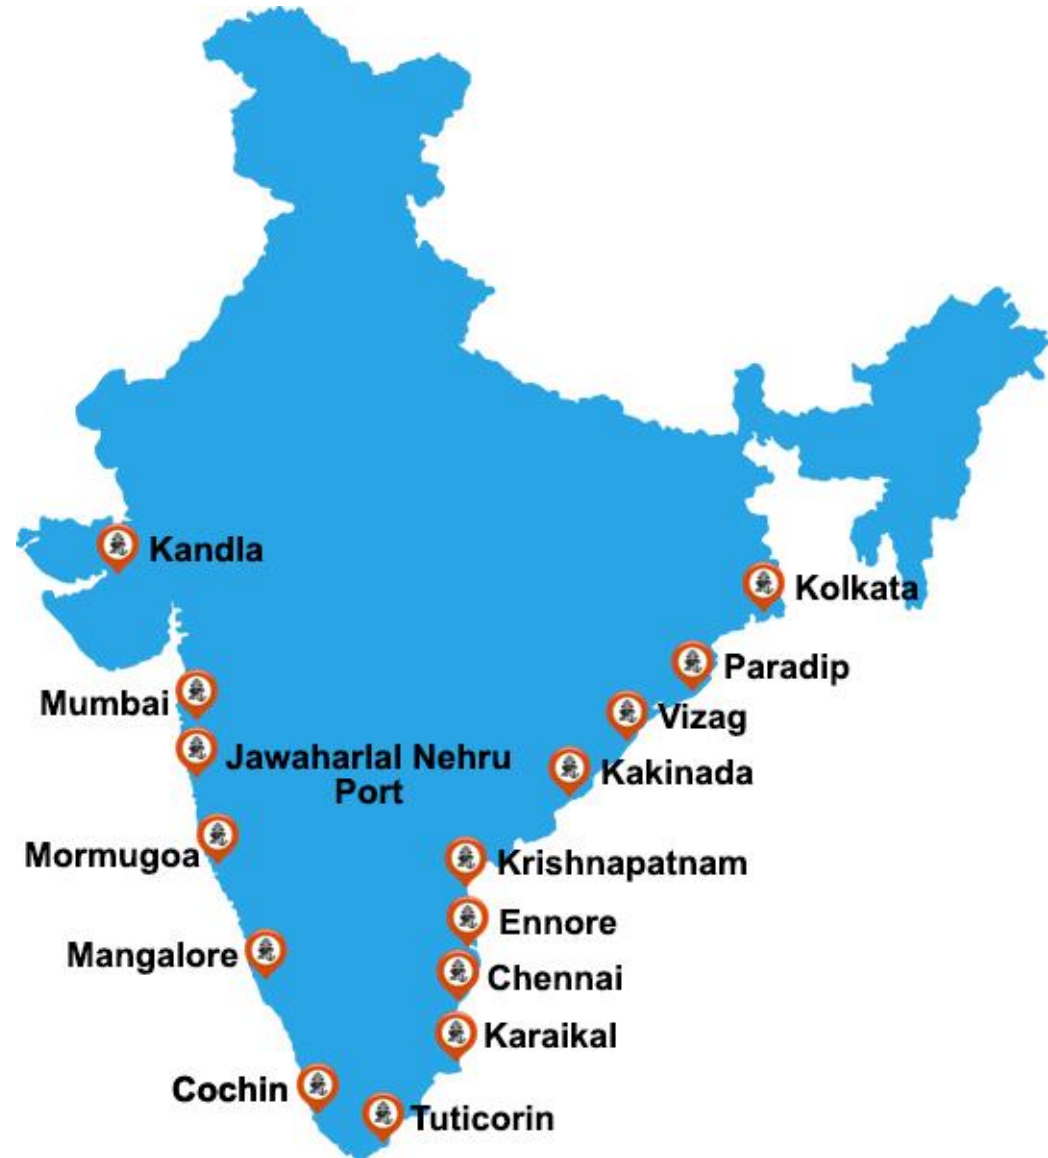 Kandla
Kolkata
Paradip
Mumbai
Vizag
Jawaharlal Nehru
Port
Kakinada
Mormugoa
Krishnapatnam
Ennore
Mangalore
Chennai
Karaikal
Cochin
Tuticorin